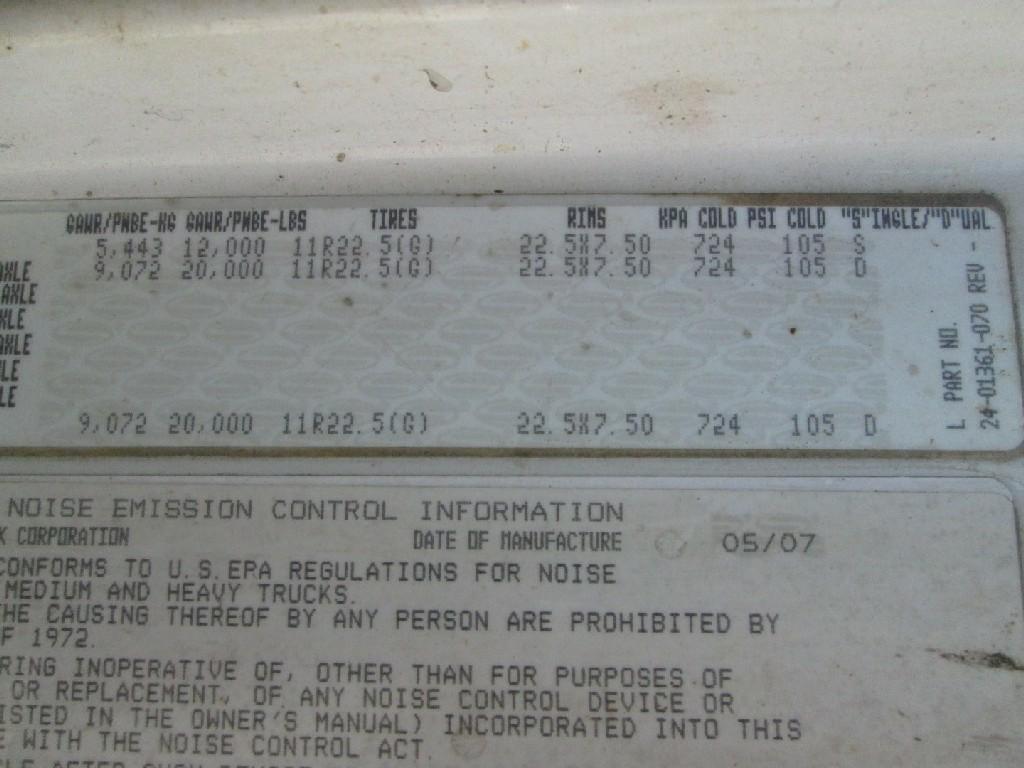 GAWR/PNBE-KG GAWR/PNBE-LBS TIRES RIMS KPA COLD PSI COLD "S"INGLE/"D"UAL
5,443 12,000 11R22.5(G) 22.5X7.50 724 105 S
AXLE 9,072 20,000 11R22.5(G) 22.5X7.50 724 105 D
AXLE
XLE
AXLE
LE
LE
9,072 20,000 11R22.5(G) 22.5X7.50 724 105 D
L PART NO.
24-01361-070 REV -
NOISE EMISSION CONTROL INFORMATION
K CORPORATION DATE OF MANUFACTURE 05/07
CONFORMS TO U.S.EPA REGULATIONS FOR NOISE
MEDIUM AND HEAVY TRUCKS.
HE CAUSING THEREOF BY ANY PERSON ARE PROHIBITED BY
F 1972.
RING INOPERATIVE OF, OTHER THAN FOR PURPOSES OF
OR REPLACEMENT, OF ANY NOISE CONTROL DEVICE OR
ISTED IN THE OWNER'S MANUAL) INCORPORATED INTO THIS
E WITH THE NOISE CONTROL ACT.